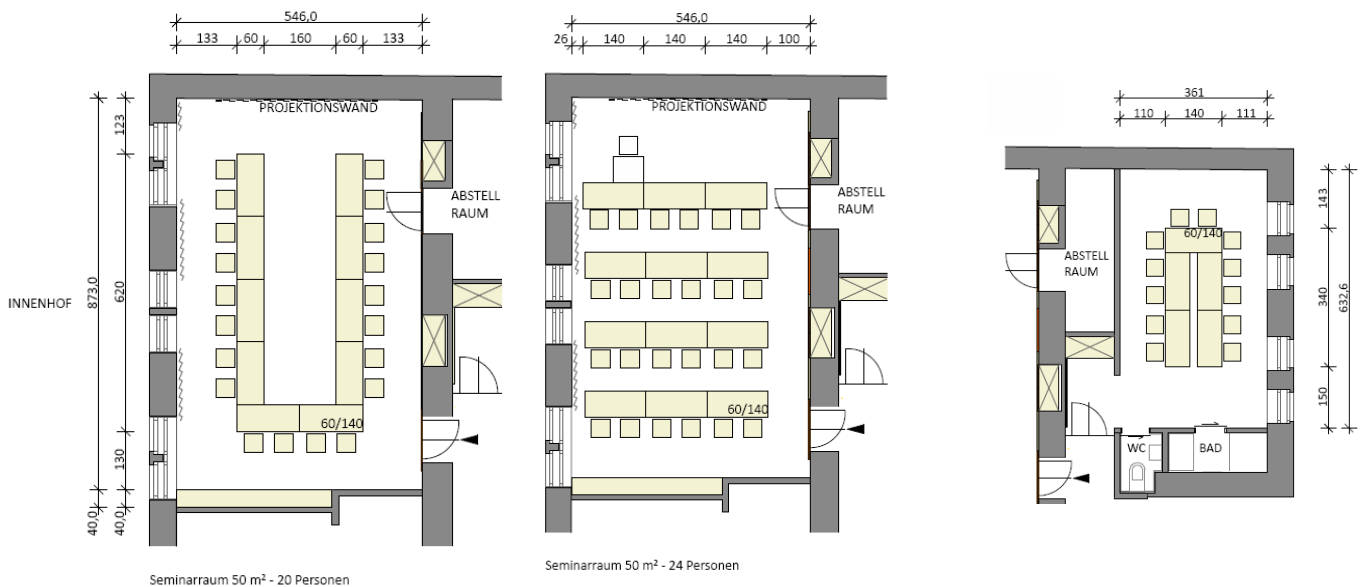 546,0
133 60 160 60 133
PROJEKTIONSWAND
123
ABSTELL
RAUM
INNENHOF
873,0
620
60/140
130
40,0
40,0
Seminarraum 50 m² - 20 Personen
546,0
26 140 140 140 100
PROJEKTIONSWAND
ABSTELL
RAUM
60/140
Seminarraum 50 m² - 24 Personen
361
110 140 111
60/140
143
ABSTELL
RAUM
340
632,6
150
WC
BAD